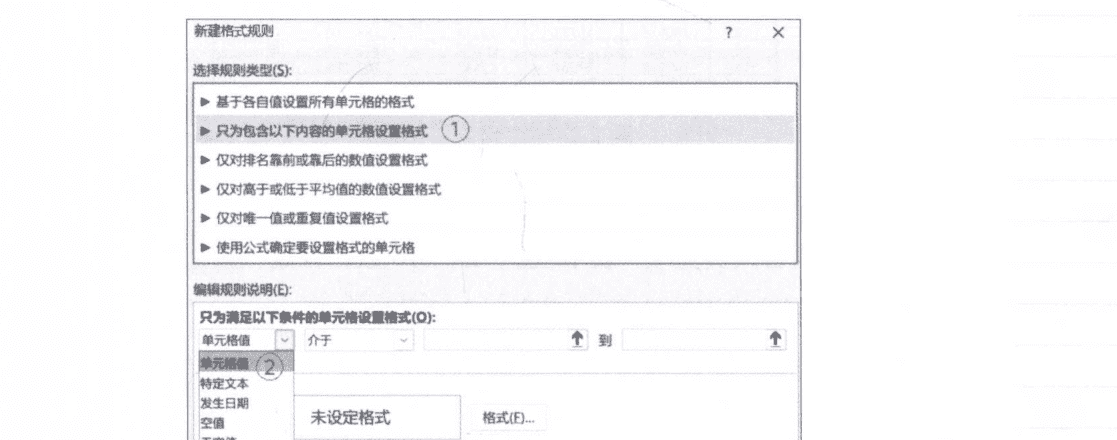 新建格式规则 ? ×
选择规则类型(S):
▶ 基于各自值设置所有单元格的格式
▶ 只为包含以下内容的单元格设置格式 ①
▶ 仅对排名靠前或靠后的数值设置格式
▶ 仅对高于或低于平均值的数值设置格式
▶ 仅对唯一值或重复值设置格式
▶ 使用公式确定要设置格式的单元格
编辑规则说明(E):
只为满足以下条件的单元格设置格式(O):
单元格值 介于 到
单元格值 ②
特定文本
发生日期
空值 未设定格式 格式(F)...